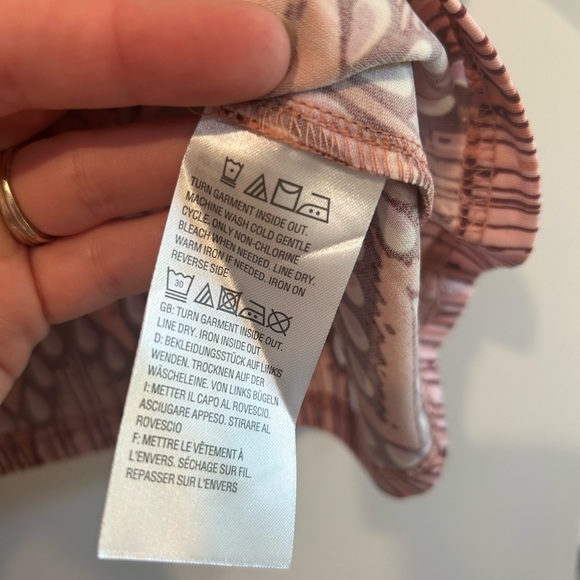 TURN GARMENT INSIDE OUT.
MACHINE WASH COLD GENTLE
CYCLE. ONLY NON-CHLORINE
BLEACH WHEN NEEDED. LINE DRY.
WARM IRON IF NEEDED. IRON ON
REVERSE SIDE
30
GB: TURN GARMENT INSIDE OUT.
LINE DRY. IRON INSIDE OUT
D: BEKLEIDUNGSSTÜCK AUF LINKS
WENDEN. TROCKNEN AUF DER
WÄSCHELEINE. VON LINKS BÜGELN
I: METTER IL CAPO AL ROVESCIO.
ASCIUGARE APPESO. STIRARE AL
ROVESCIO
F: METTRE LE VÊTEMENT À
L'ENVERS. SÉCHAGE SUR FIL.
REPASSER SUR L'ENVERS